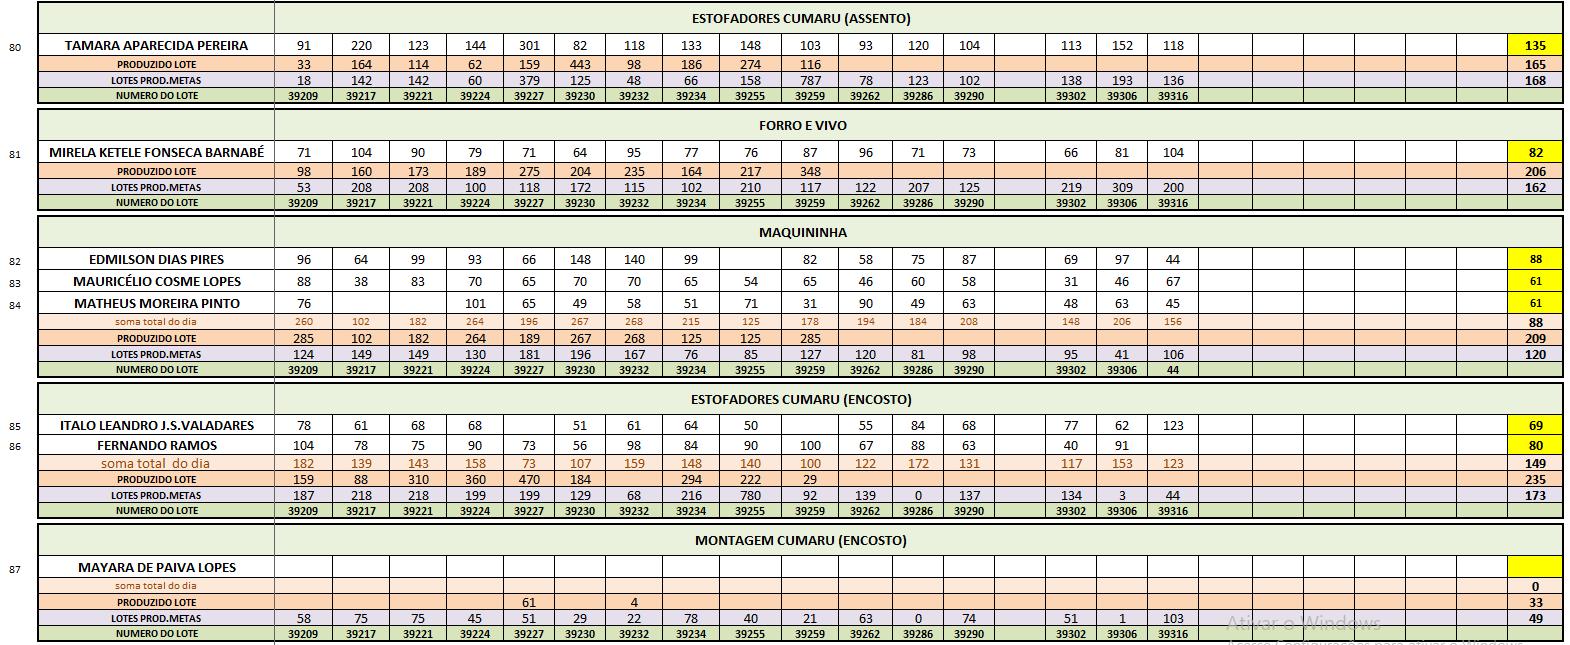 ESTOFADORES CUMARU (ASSENTO)
80 TAMARA APARECIDA PEREIRA 91 220 123 144 301 82 118 133 148 103 93 120 104 113 152 118 135
PRODUZIDO LOTE 33 164 114 62 159 443 98 186 274 116 165
LOTES PROD.METAS 18 142 142 60 379 125 48 66 158 787 78 123 102 138 193 136 168
NUMERO DO LOTE 39209 39217 39221 39224 39227 39230 39232 39234 39255 39259 39262 39286 39290 39302 39306 39316
FORRO E VIVO
81 MIRELA KETELE FONSECA BARNABÉ 71 104 90 79 71 64 95 77 76 87 96 71 73 66 81 104 82
PRODUZIDO LOTE 98 160 173 189 275 204 235 164 217 348 206
LOTES PROD.METAS 53 208 208 100 118 172 115 102 210 117 122 207 125 219 309 200 162
NUMERO DO LOTE 39209 39217 39221 39224 39227 39230 39232 39234 39255 39259 39262 39286 39290 39302 39306 39316
MAQUININHA
82 EDMILSON DIAS PIRES 96 64 99 93 66 148 140 99 82 58 75 87 69 97 44 88
83 MAURICÉLIO COSME LOPES 88 38 83 70 65 70 70 65 54 65 46 60 58 31 46 67 61
84 MATHEUS MOREIRA PINTO 76 101 65 49 58 51 71 31 90 49 63 48 63 45 61
soma total do dia 260 102 182 264 196 267 268 215 125 178 194 184 208 148 206 156 88
PRODUZIDO LOTE 285 102 182 264 189 267 268 125 125 285 209
LOTES PROD.METAS 124 149 149 130 181 196 167 76 85 127 120 81 98 95 41 106 120
NUMERO DO LOTE 39209 39217 39221 39224 39227 39230 39232 39234 39255 39259 39262 39286 39290 39302 39306 44
ESTOFADORES CUMARU (ENCOSTO)
85 ITALO LEANDRO J.S.VALADARES 78 61 68 68 51 61 64 50 55 84 68 77 62 123 69
86 FERNANDO RAMOS 104 78 75 90 73 56 98 84 90 100 67 88 63 40 91 80
soma total do dia 182 139 143 158 73 107 159 148 140 100 122 172 131 117 153 123 149
PRODUZIDO LOTE 159 88 310 360 470 184 294 222 29 235
LOTES PROD.METAS 187 218 218 199 199 129 68 216 780 92 139 0 137 134 3 44 173
NUMERO DO LOTE 39209 39217 39221 39224 39227 39230 39232 39234 39255 39259 39262 39286 39290 39302 39306 39316
MONTAGEM CUMARU (ENCOSTO)
87 MAYARA DE PAIVA LOPES
soma total do dia 0
PRODUZIDO LOTE 61 4 33
LOTES PROD.METAS 58 75 75 45 51 29 22 78 40 21 63 0 74 51 1 103 49
NUMERO DO LOTE 39209 39217 39221 39224 39227 39230 39232 39234 39255 39259 39262 39286 39290 39302 39306 39316
Ativar o Windows